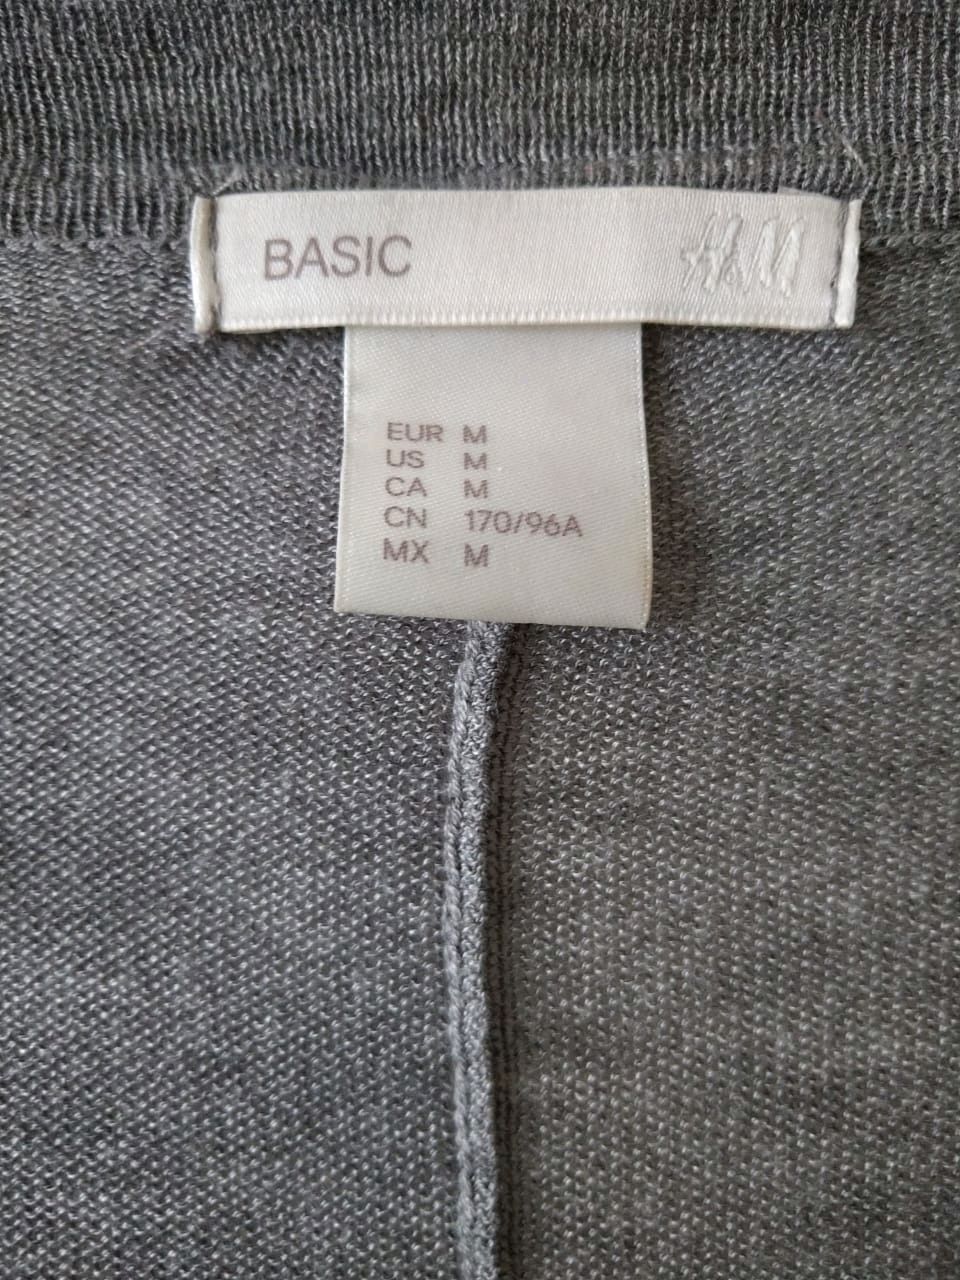 BASIC H&M
EUR M
US M
CA M
CN 170/96A
MX M